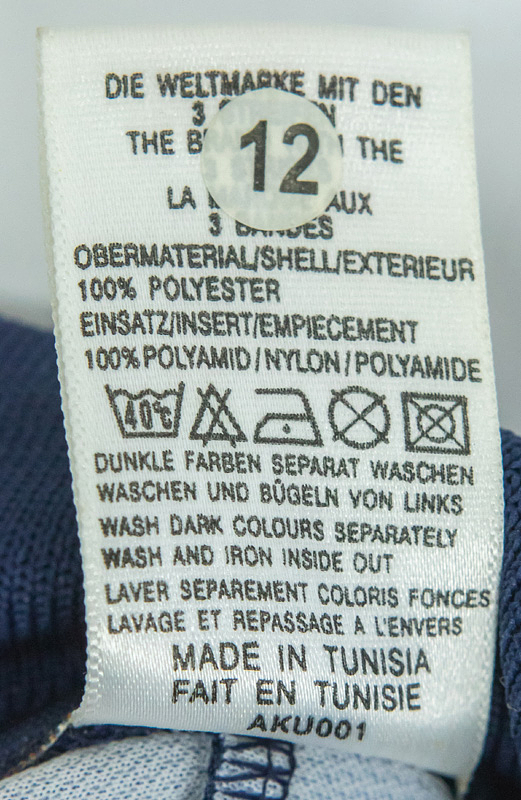 DIE WELTMARKE MIT DEN
3
THE THE
12
LA
3 BANDES
OBERMATERIAL/SHELL/EXTERIEUR
100% POLYESTER
EINSATZ/INSERT/EMPIECEMENT
100% POLYAMID/NYLON/POLYAMIDE
40°C
DUNKLE FARBEN SEPARAT WASCHEN
WASCHEN UND BÜGELN VON LINKS
WASH DARK COLOURS SEPARATELY
WASH AND IRON INSIDE OUT
LAVER SEPAREMENT COLORIS FONCES
LAVAGE ET REPASSAGE A L'ENVERS
MADE IN TUNISIA
FAIT EN TUNISIE
AKU001